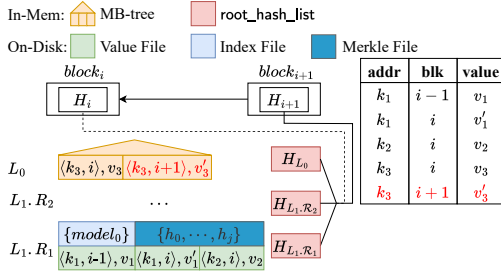 In-Mem: MB-tree root_hash_list
On-Disk: Value File Index File Merkle File
block_i block_{i+1}
H_i H_{i+1}
addr blk value
k_1 i − 1 v_1
k_1 i v'_1
k_2 i v_2
k_3 i v_3
k_3 i + 1 v'_3
L_0 ⟨k_3, i⟩, v_3 ⟨k_3, i+1⟩, v'_3 H_{L_0}
L_1.R_2 ··· H_{L_1.R_2}
L_1.R_1 {model_0} {h_0, ··· , h_j} H_{L_1.R_1}
⟨k_1, i-1⟩, v_1 ⟨k_1, i⟩, v'_1 ⟨k_2, i⟩, v_2